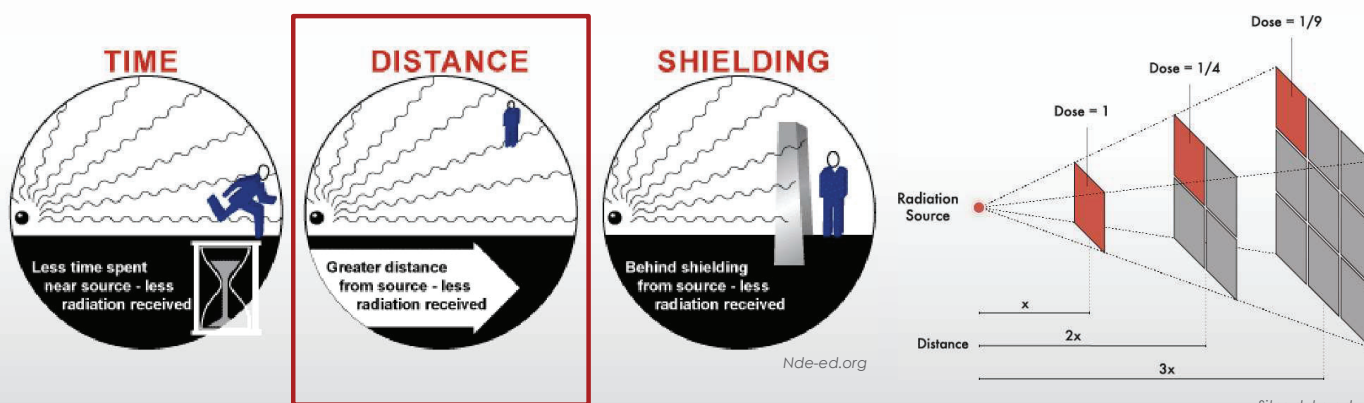 TIME
Less time spent
near source - less
radiation received
DISTANCE
Greater distance
from source - less
radiation received
SHIELDING
Behind shielding
from source - less
radiation received
Nde-ed.org
Dose = 1/9
Dose = 1/4
Dose = 1
Radiation
Source
x
Distance
2x
3x